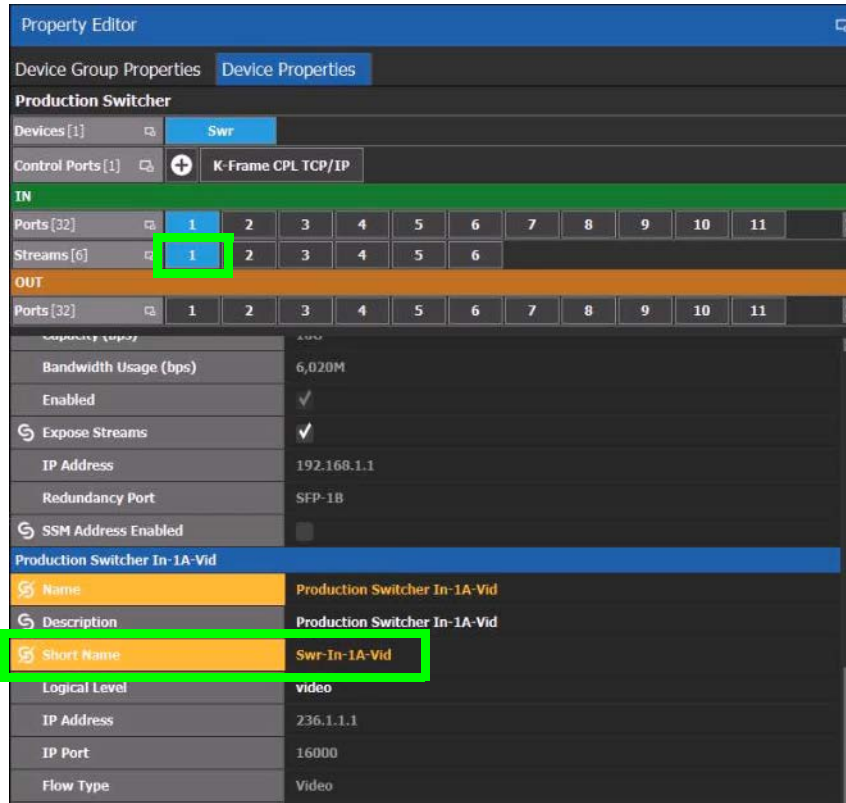 Property Editor
Device Group Properties Device Properties
Production Switcher
Devices [1] Swr
Control Ports [1] K-Frame CPL TCP/IP
IN
Ports [32] 1 2 3 4 5 6 7 8 9 10 11
Streams [6] 1 2 3 4 5 6
OUT
Ports [32] 1 2 3 4 5 6 7 8 9 10 11
Capacity (bps)
Bandwidth Usage (bps) 6,020M
Enabled
Expose Streams
IP Address 192.168.1.1
Redundancy Port SFP-1B
SSM Address Enabled
Production Switcher In-1A-Vid
Name Production Switcher In-1A-Vid
Description Production Switcher In-1A-Vid
Short Name Swr-In-1A-Vid
Logical Level video
IP Address 236.1.1.1
IP Port 16000
Flow Type Video